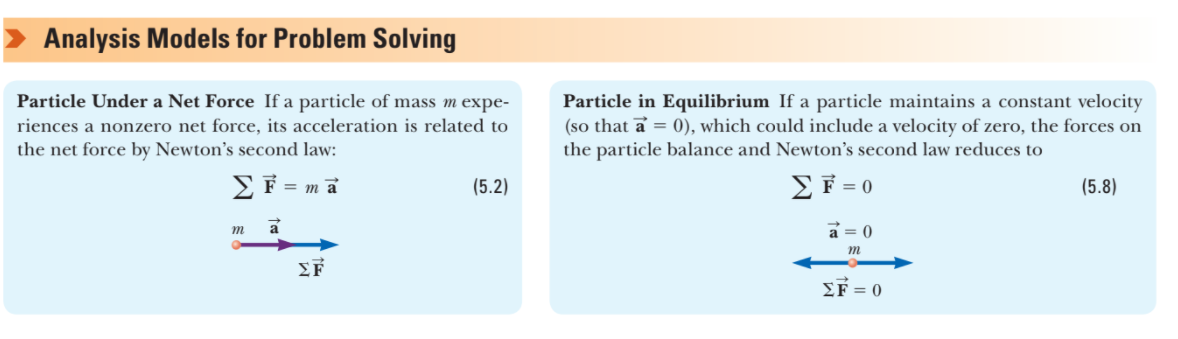 Analysis Models for Problem Solving
Particle Under a Net Force If a particle of mass m expe-
riences a nonzero net force, its acceleration is related to
the net force by Newton's second law:
∑ F⃗ = m a⃗ (5.2)
m a⃗
ΣF⃗
Particle in Equilibrium If a particle maintains a constant velocity
(so that a⃗ = 0), which could include a velocity of zero, the forces on
the particle balance and Newton's second law reduces to
∑ F⃗ = 0 (5.8)
a⃗ = 0
m
ΣF⃗ = 0